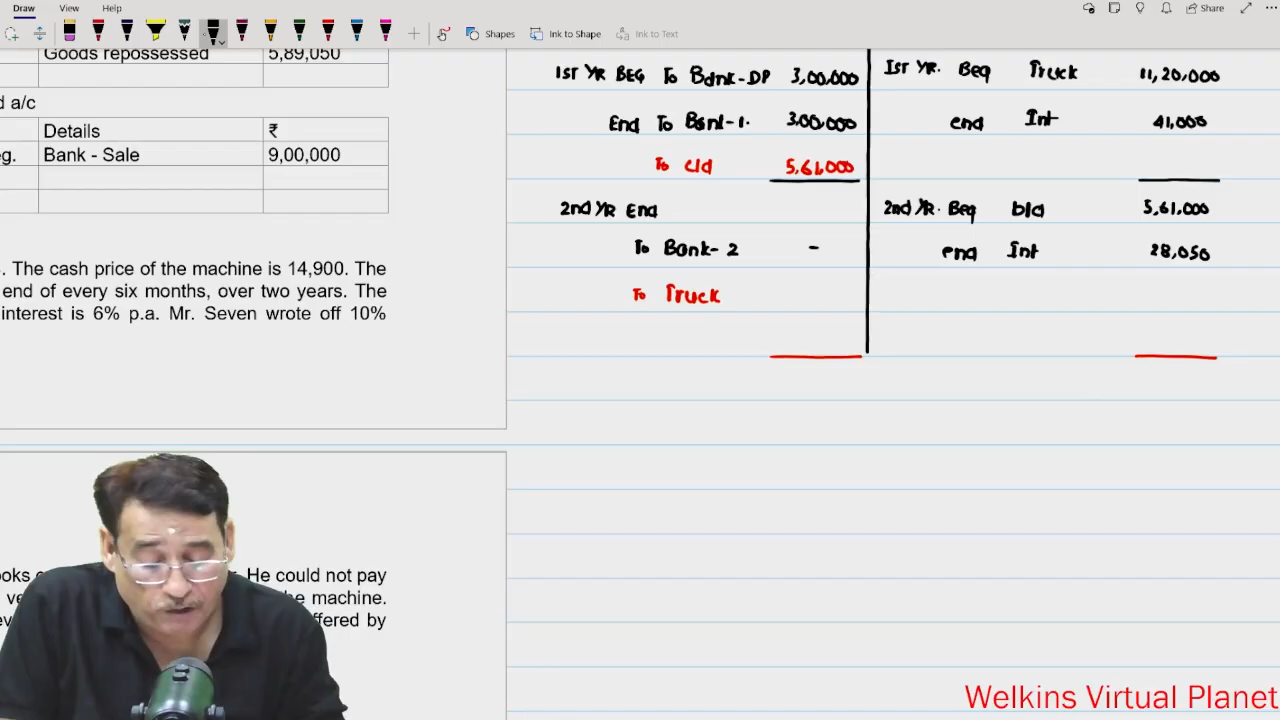 Draw View Help
Share
Shapes Ink to Shape Ink to Text
Goods repossessed 5,89,050
d a/c
Details ₹
eg. Bank - Sale 9,00,000
. The cash price of the machine is 14,900. The
end of every six months, over two years. The
interest is 6% p.a. Mr. Seven wrote off 10%
ooks He could not pay
ve he machine.
ev ffered by
1ST YR BEG To Bank-DP 3,00,000
End To Bank-1. 3,00,000
To c/d 5,61,000
2nd YR End
To Bank-2 -
To Truck
1st YR. Beg Truck 11,20,000
end Int 41,000
2nd YR. Beg b/d 5,61,000
end Int 28,050
Welkins Virtual Planet